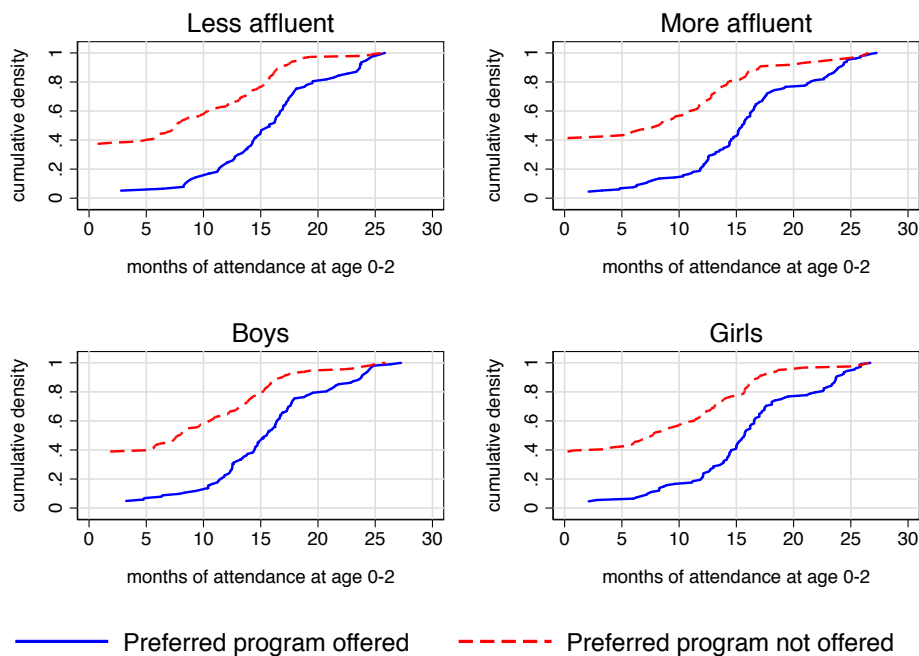 Less affluent
cumulative density
1
.8
.6
.4
.2
0
0 5 10 15 20 25 30
months of attendance at age 0-2
More affluent
cumulative density
1
.8
.6
.4
.2
0
0 5 10 15 20 25 30
months of attendance at age 0-2
Boys
cumulative density
1
.8
.6
.4
.2
0
0 5 10 15 20 25 30
months of attendance at age 0-2
Girls
cumulative density
1
.8
.6
.4
.2
0
0 5 10 15 20 25 30
months of attendance at age 0-2
Preferred program offered
Preferred program not offered